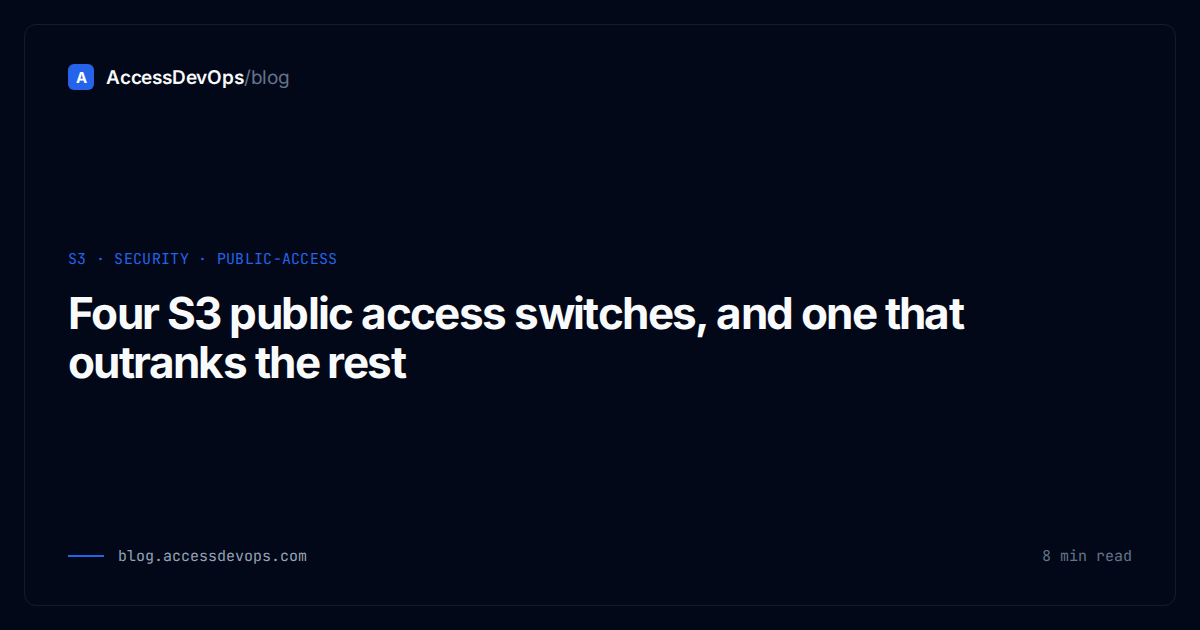 A AccessDevOps/blog
S3 · SECURITY · PUBLIC-ACCESS
Four S3 public access switches, and one that
outranks the rest
blog.accessdevops.com
8 min read